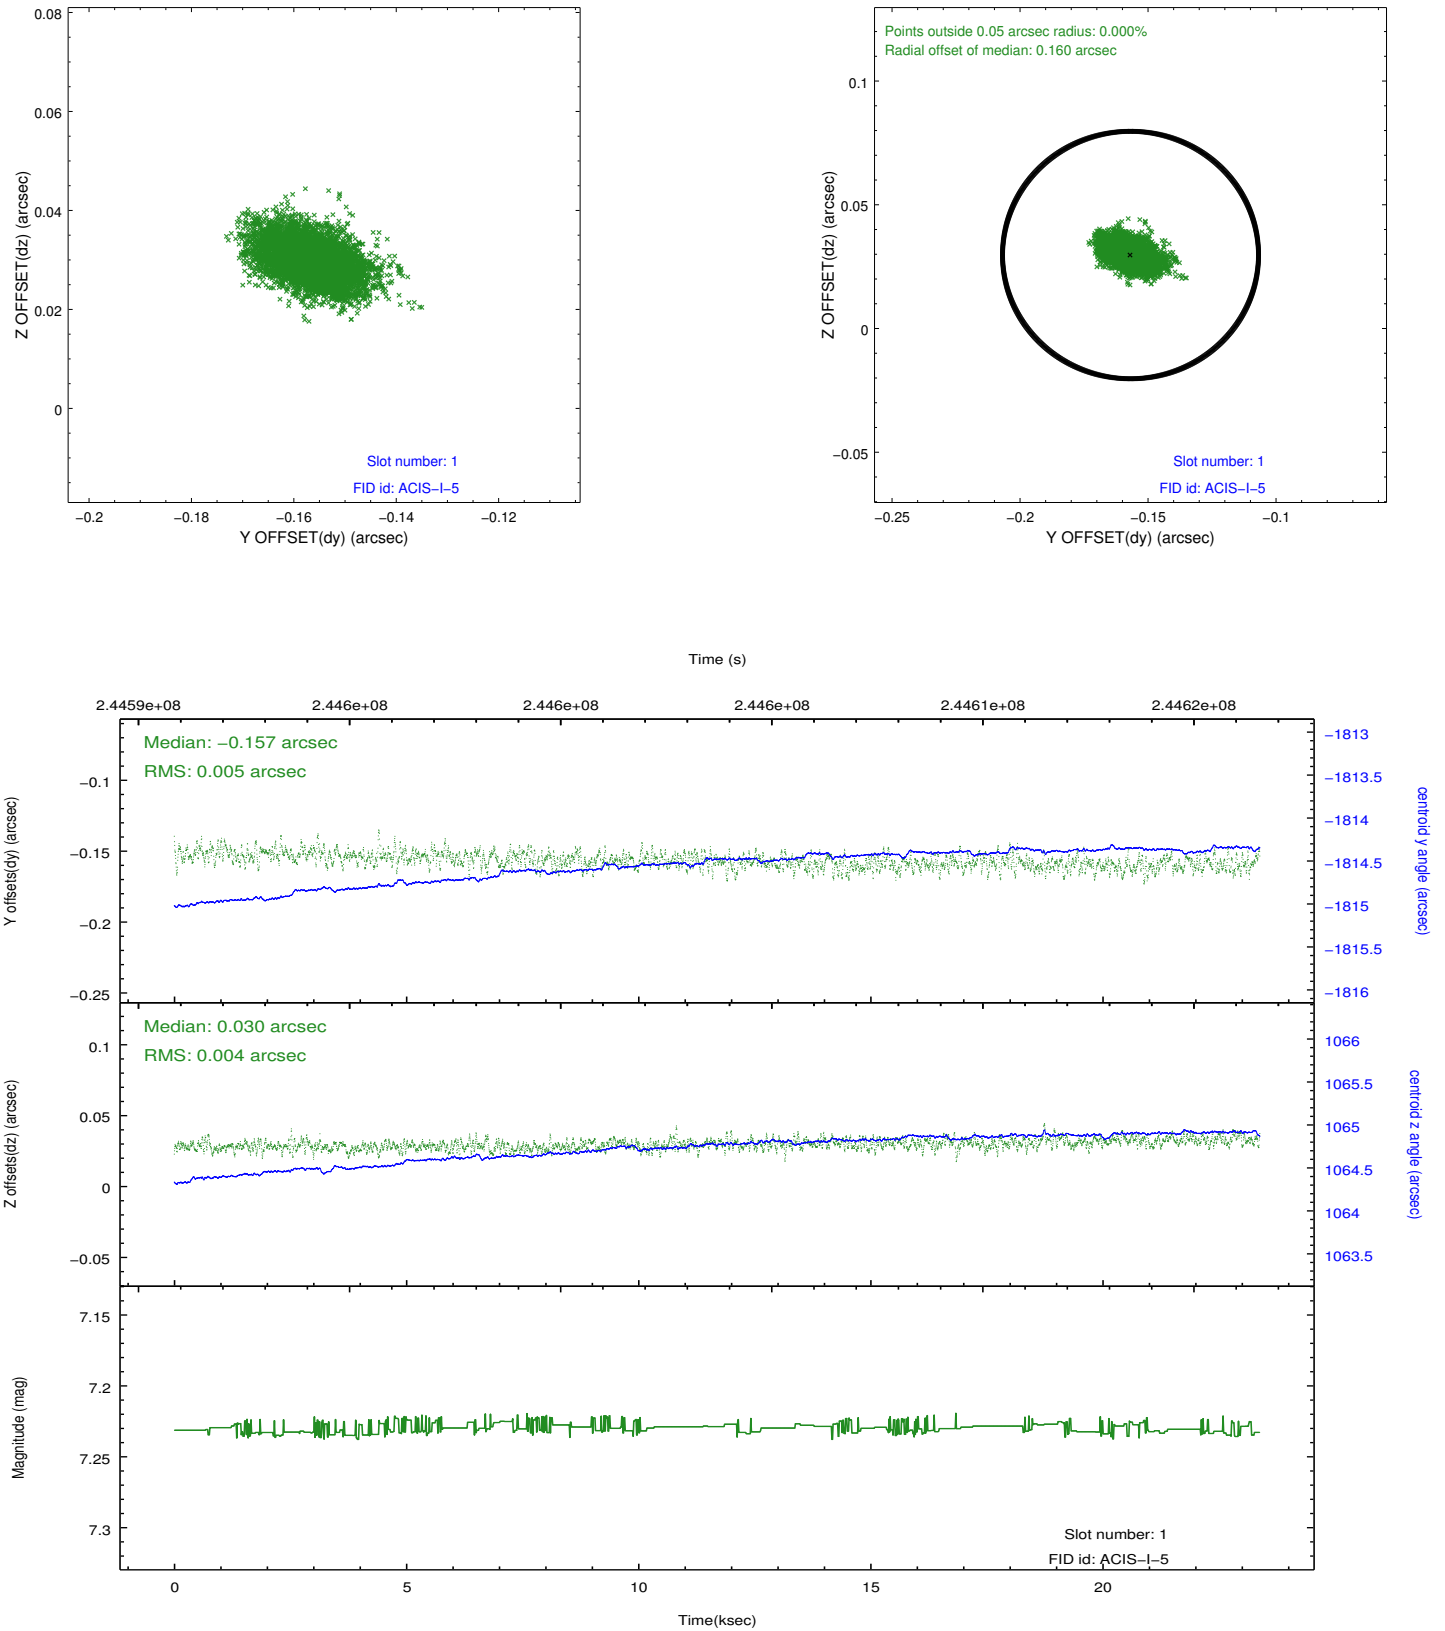 0.08
0.06
0.04
0.02
0
Z OFFSET(dz) (arcsec)
Slot number: 1
FID id: ACIS−I−5
−0.2
−0.18
−0.16
−0.14
−0.12
Y OFFSET(dy) (arcsec)
Points outside 0.05 arcsec radius: 0.000%
Radial offset of median: 0.160 arcsec
0.1
0.05
0
−0.05
Z OFFSET(dz) (arcsec)
Slot number: 1
FID id: ACIS−I−5
−0.25
−0.2
−0.15
−0.1
Y OFFSET(dy) (arcsec)
Time (s)
2.4459e+08
2.446e+08
2.446e+08
2.446e+08
2.4461e+08
2.4462e+08
Median: −0.157 arcsec
RMS: 0.005 arcsec
−0.1
−0.15
−0.2
−0.25
Y offsets(dy) (arcsec)
−1813
−1813.5
−1814
−1814.5
−1815
−1815.5
−1816
centroid y angle (arcsec)
Median: 0.030 arcsec
RMS: 0.004 arcsec
0.1
0.05
0
−0.05
Z offsets(dz) (arcsec)
1066
1065.5
1065
1064.5
1064
1063.5
centroid z angle (arcsec)
7.15
7.2
7.25
7.3
Magnitude (mag)
Slot number: 1
FID id: ACIS−I−5
0
5
10
15
20
Time(ksec)